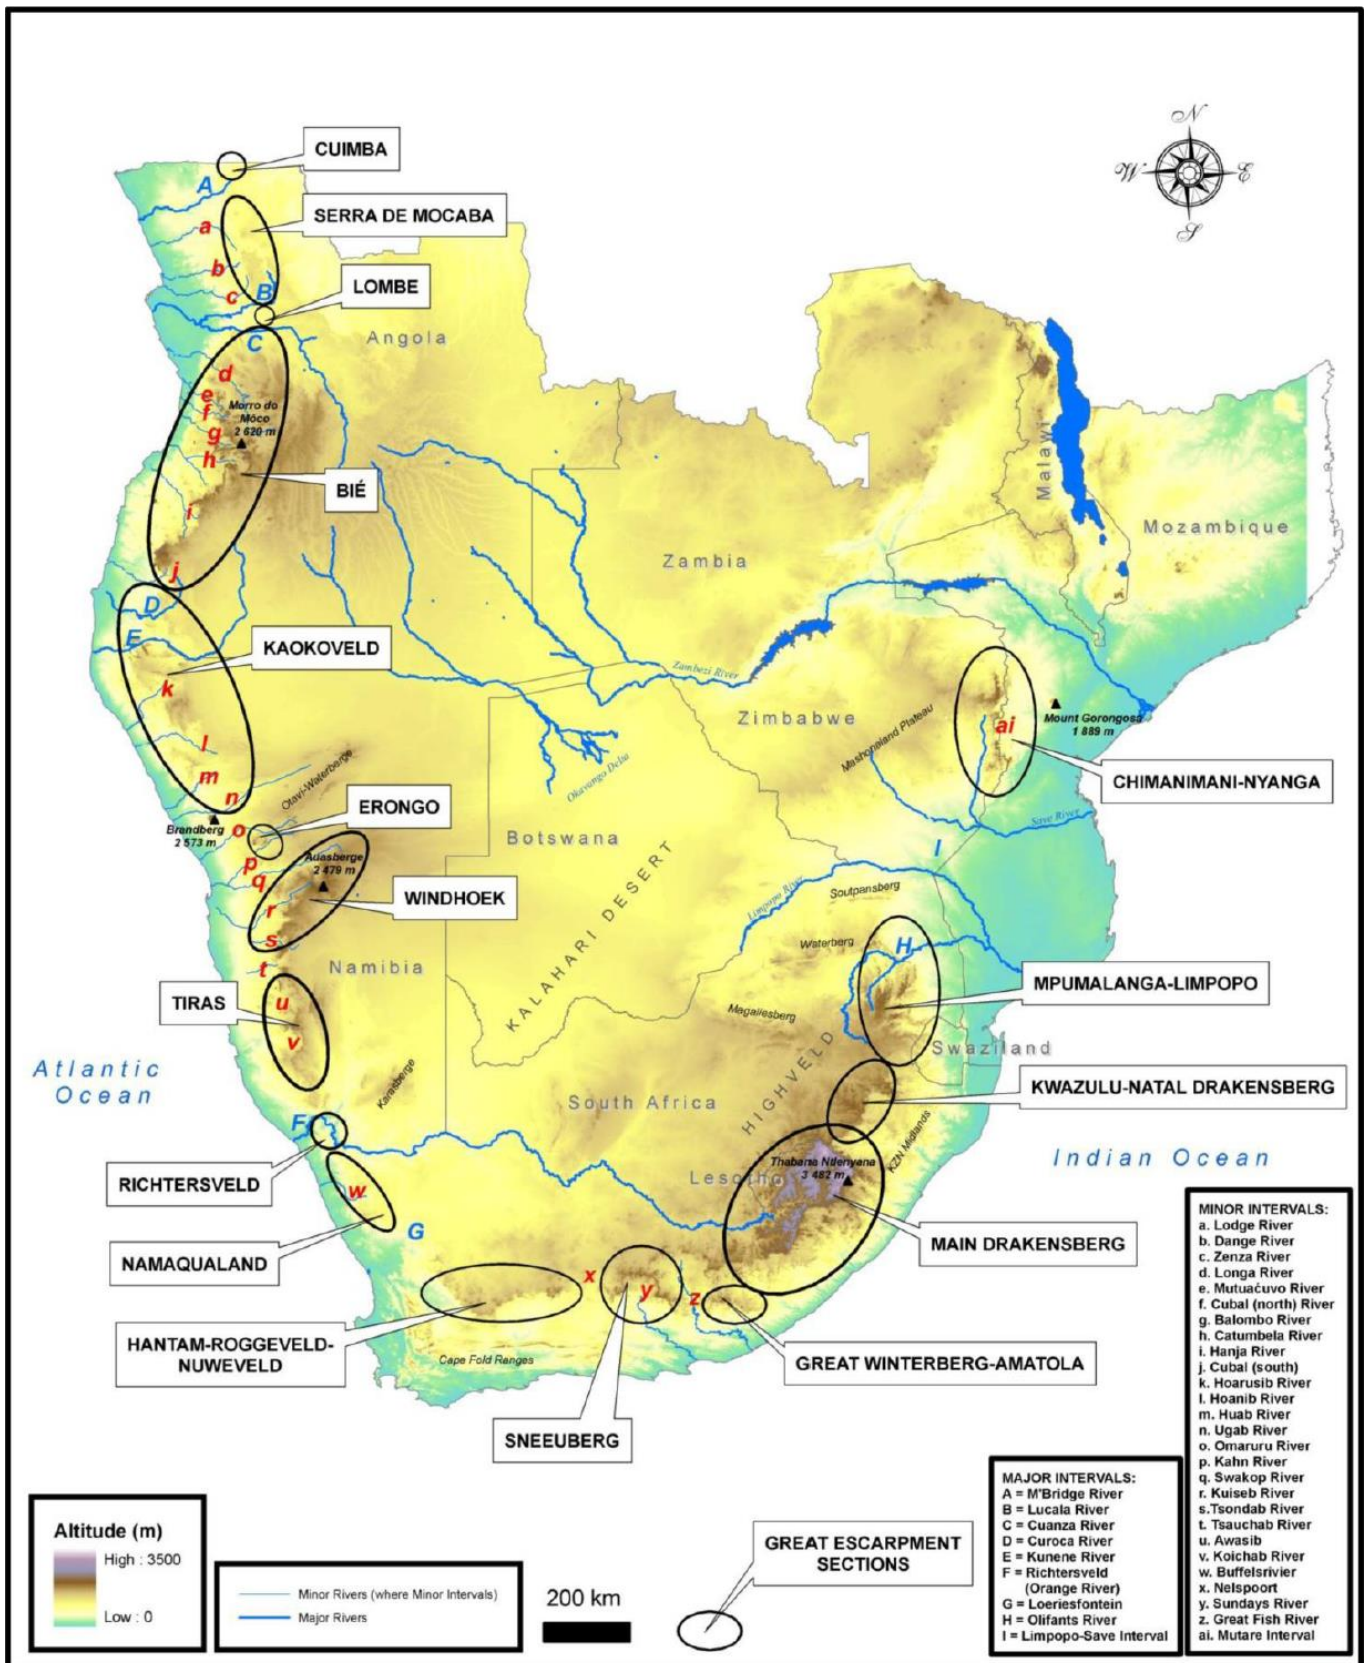 N
W
E
S
CUIMBA
A
SERRA DE MOCABA
a
b
c
B
LOMBE
C
Angola
d
e
f
Morro do
Môco
2 620 m
g
h
BIÉ
i
j
Malawi
Mozambique
Zambia
D
E
KAOKOVELD
k
l
m
n
Zambezi River
Zimbabwe
Mashonaland Plateau
ai
Mount Gorongosa
1 889 m
CHIMANIMANI-NYANGA
Otavi-Waterberge
Okavango Delta
ERONGO
Brandberg
2 573 m
o
p
q
Auasberge
2 479 m
WINDHOEK
r
s
t
Botswana
Save River
I
Limpopo River
Soutpansberg
Waterberg
H
KALAHARI DESERT
Namibia
TIRAS
u
v
MPUMALANGA-LIMPOPO
Magaliesberg
Swaziland
HIGHVELD
Atlantic
Ocean
Karasberge
South Africa
KWAZULU-NATAL DRAKENSBERG
F
KZN Midlands
Indian Ocean
RICHTERSVELD
Lesotho
Thabana Ntlenyana
3 482 m
w
G
NAMAQUALAND
MAIN DRAKENSBERG
x
y
z
HANTAM-ROGGEVELD-
NUWEVELD
Cape Fold Ranges
GREAT WINTERBERG-AMATOLA
SNEEUBERG
MINOR INTERVALS:
a. Lodge River
b. Dange River
c. Zenza River
d. Longa River
e. Mutuaćuvo River
f. Cubal (north) River
g. Balombo River
h. Catumbela River
i. Hanja River
j. Cubal (south)
k. Hoarusib River
l. Hoanib River
m. Huab River
n. Ugab River
o. Omaruru River
p. Kahn River
q. Swakop River
r. Kuiseb River
s.Tsondab River
t. Tsauchab River
u. Awasib
v. Koichab River
w. Buffelsrivier
x. Nelspoort
y. Sundays River
z. Great Fish River
ai. Mutare Interval
MAJOR INTERVALS:
A = M'Bridge River
B = Lucala River
C = Cuanza River
D = Curoca River
E = Kunene River
F = Richtersveld
(Orange River)
G = Loeriesfontein
H = Olifants River
I = Limpopo-Save Interval
GREAT ESCARPMENT
SECTIONS
Altitude (m)
High : 3500
Low : 0
Minor Rivers (where Minor Intervals)
Major Rivers
200 km